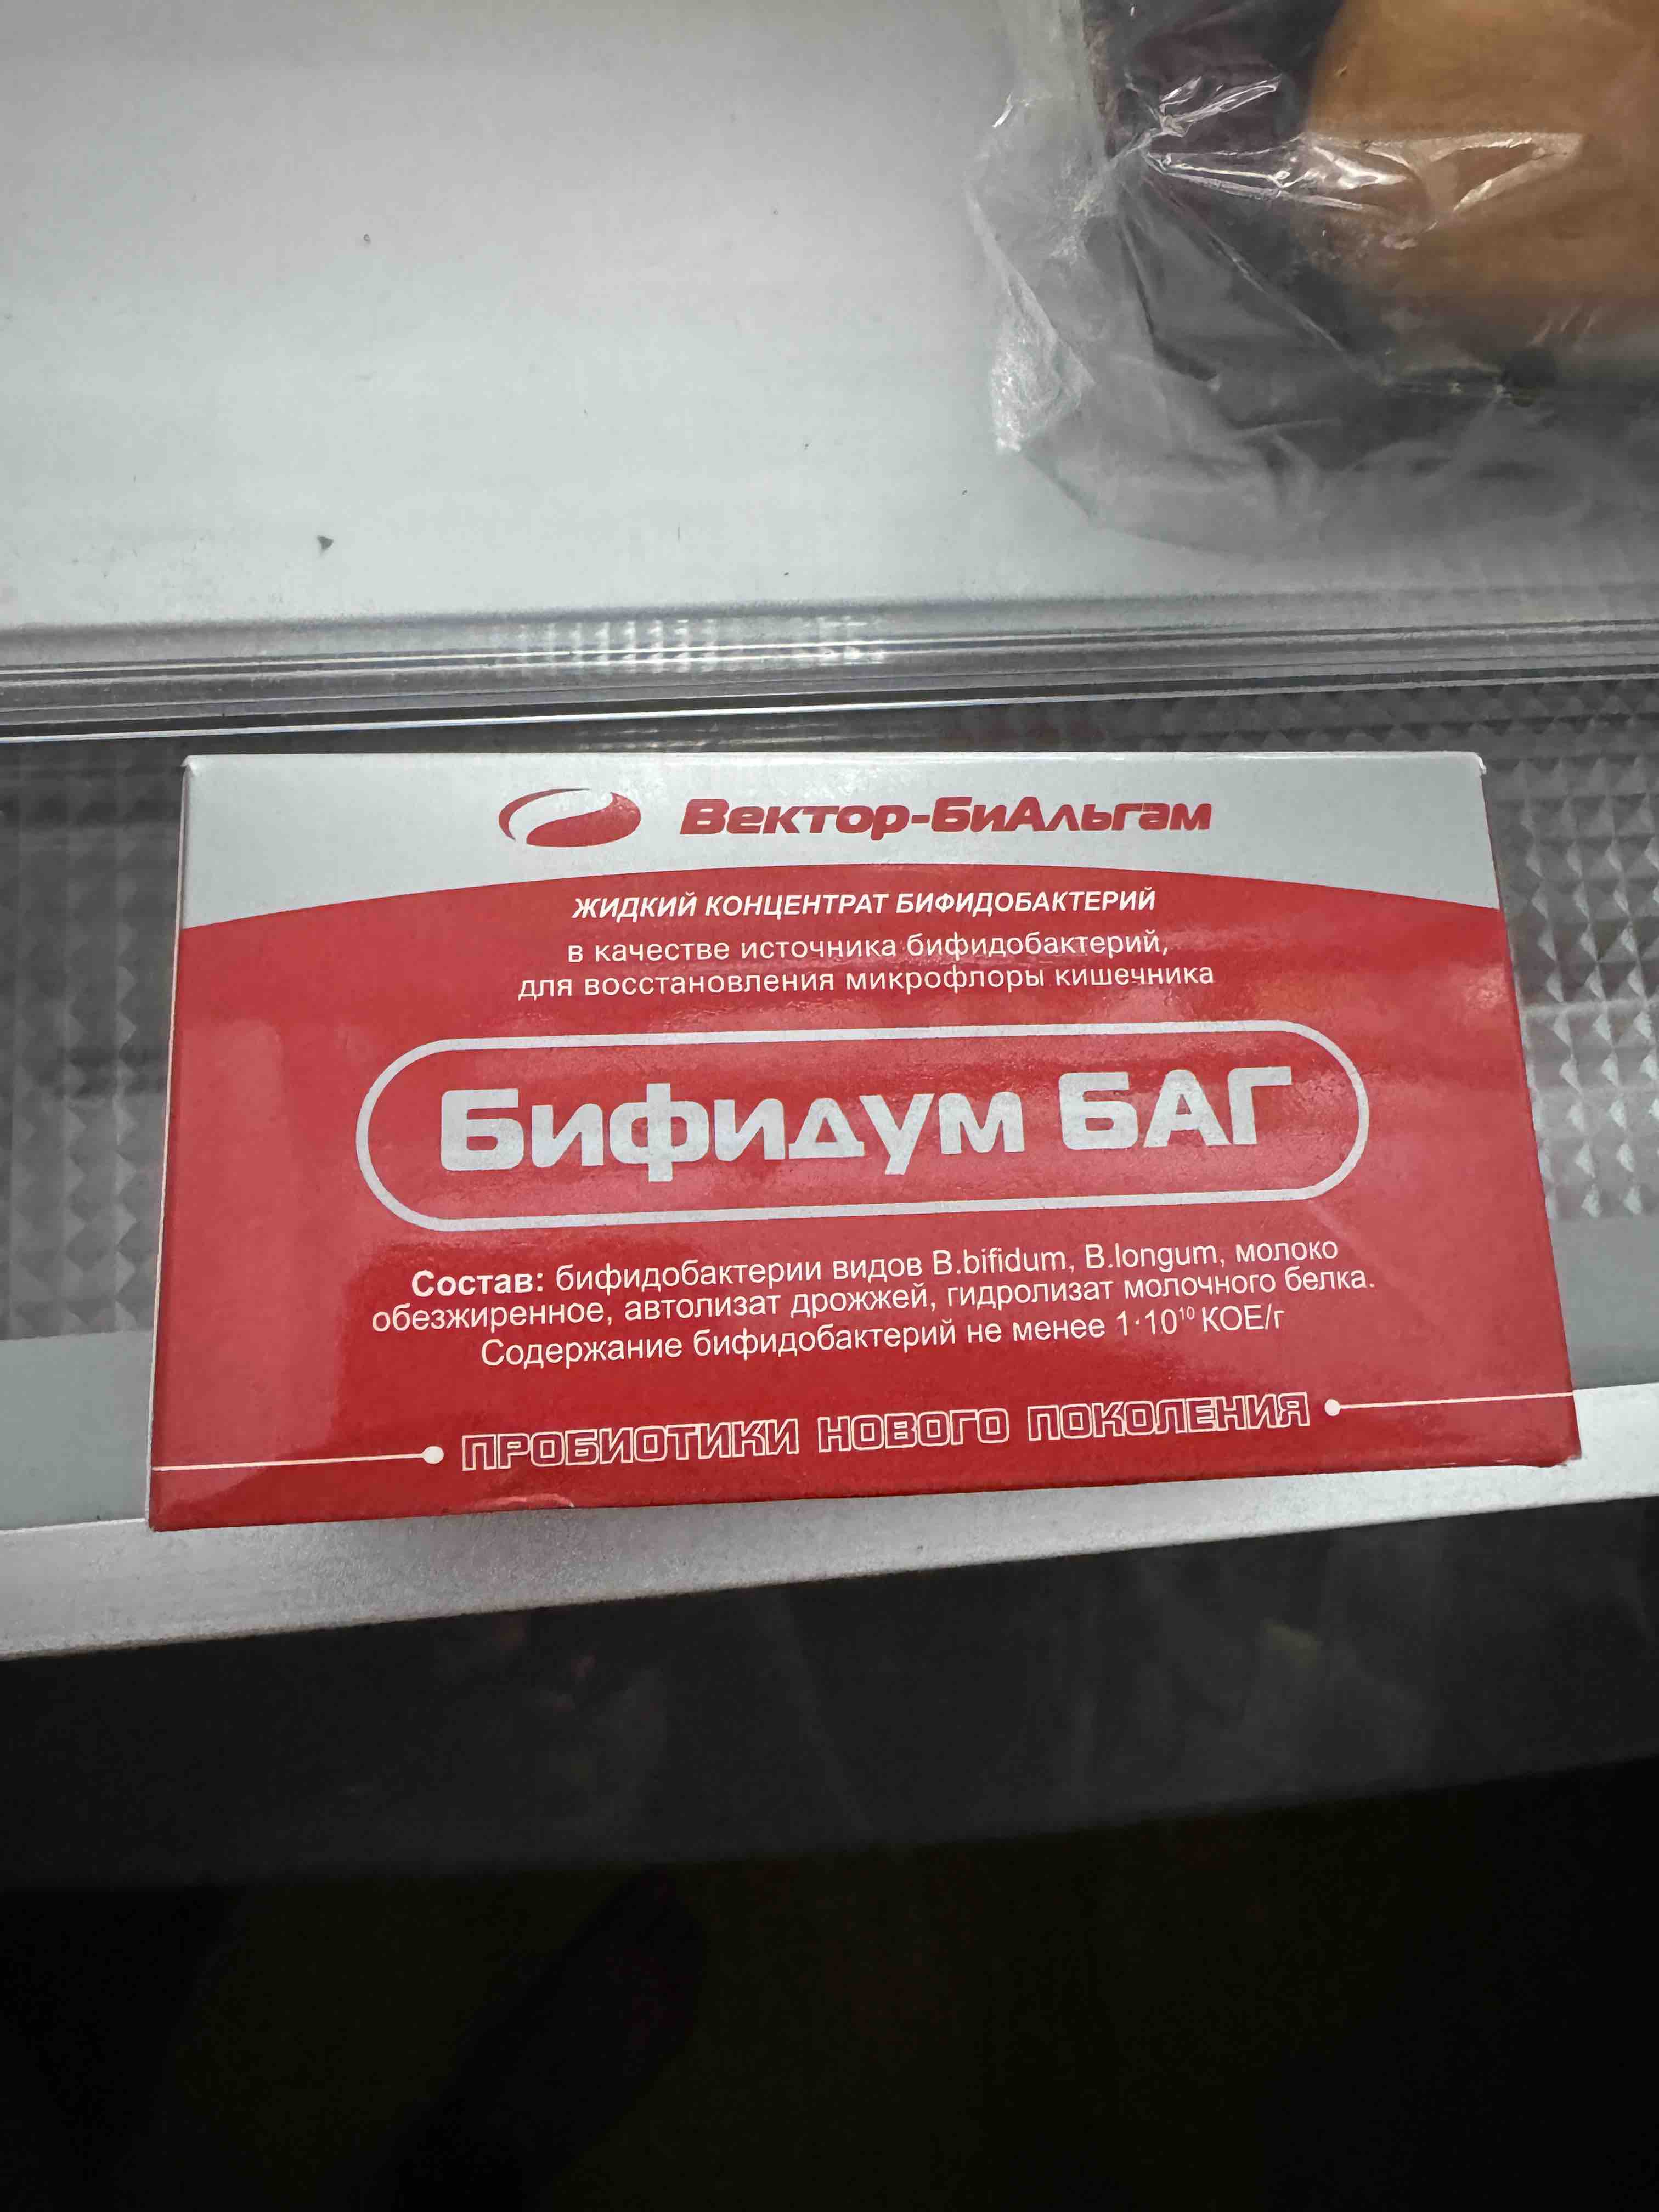 Вектор-БиАльгам
ЖИДКИЙ КОНЦЕНТРАТ БИФИДОБАКТЕРИЙ
в качестве источника бифидобактерий,
для восстановления микрофлоры кишечника
Бифидум БАГ
Состав: бифидобактерии видов B.bifidum, B.longum, молоко
обезжиренное, автолизат дрожжей, гидролизат молочного белка.
Содержание бифидобактерий не менее 1·10¹⁰ КОЕ/г
ПРОБИОТИКИ НОВОГО ПОКОЛЕНИЯ